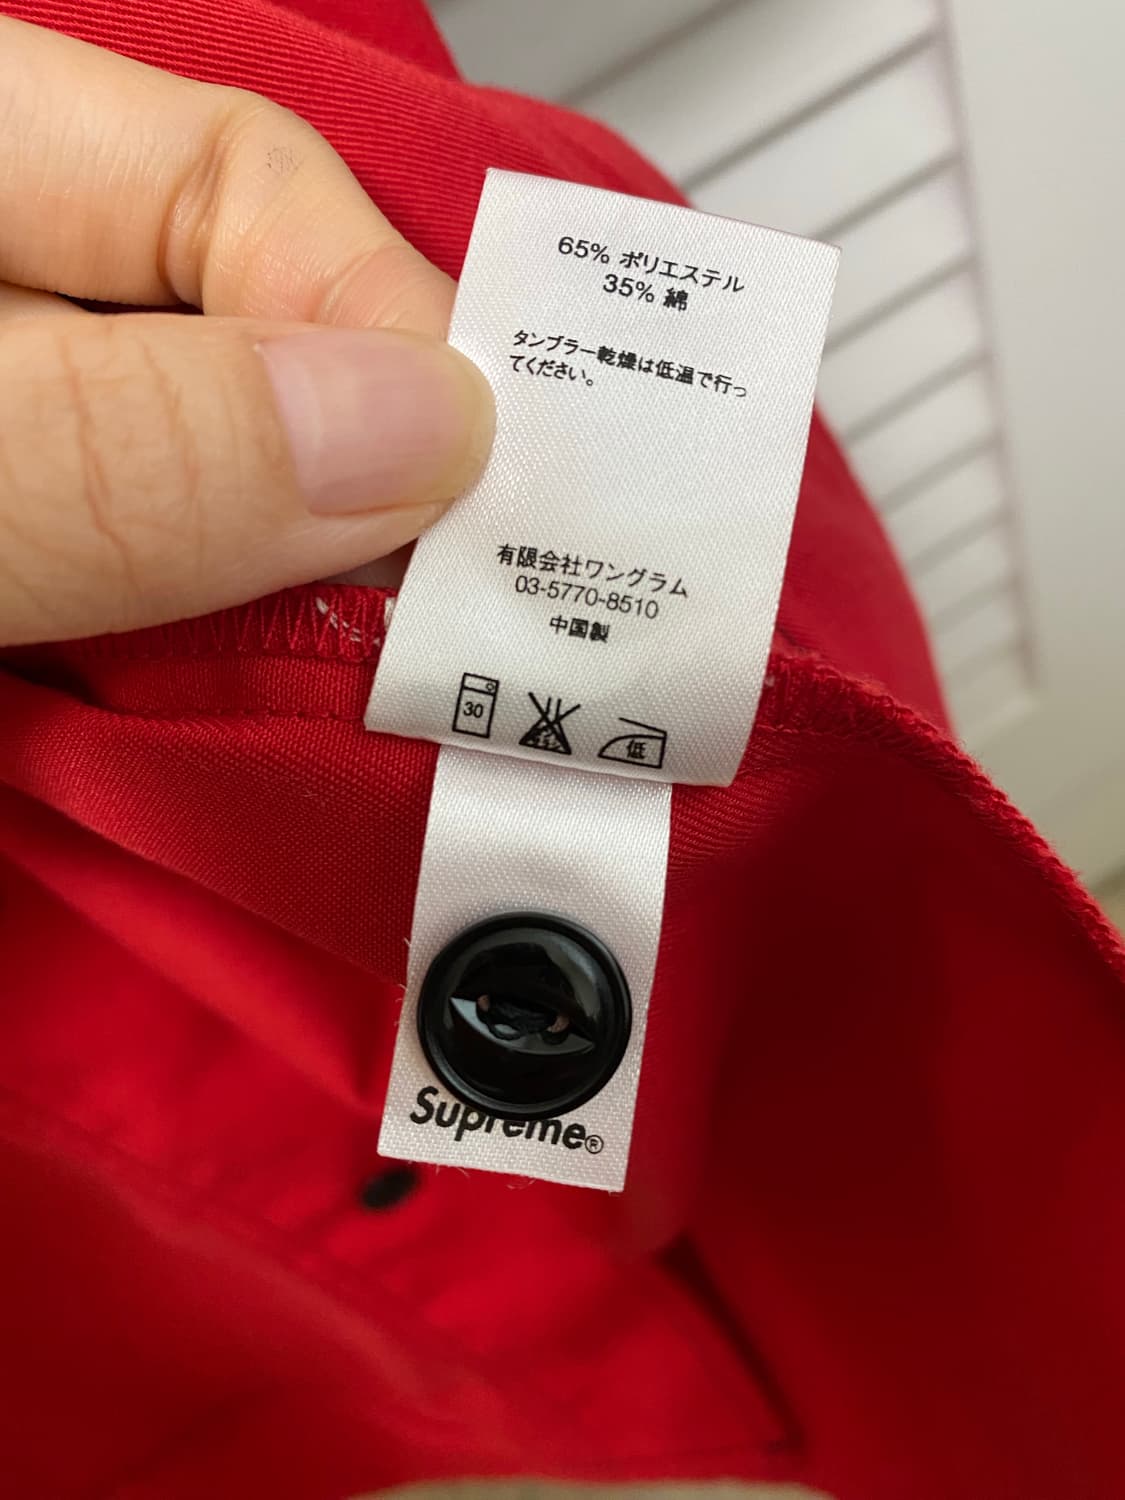 65% ポリエステル
35% 綿
タンブラー乾燥は低温で行っ
てください。
有限会社ワングラム
03-5770-8510
中国製
30
低
Supreme®